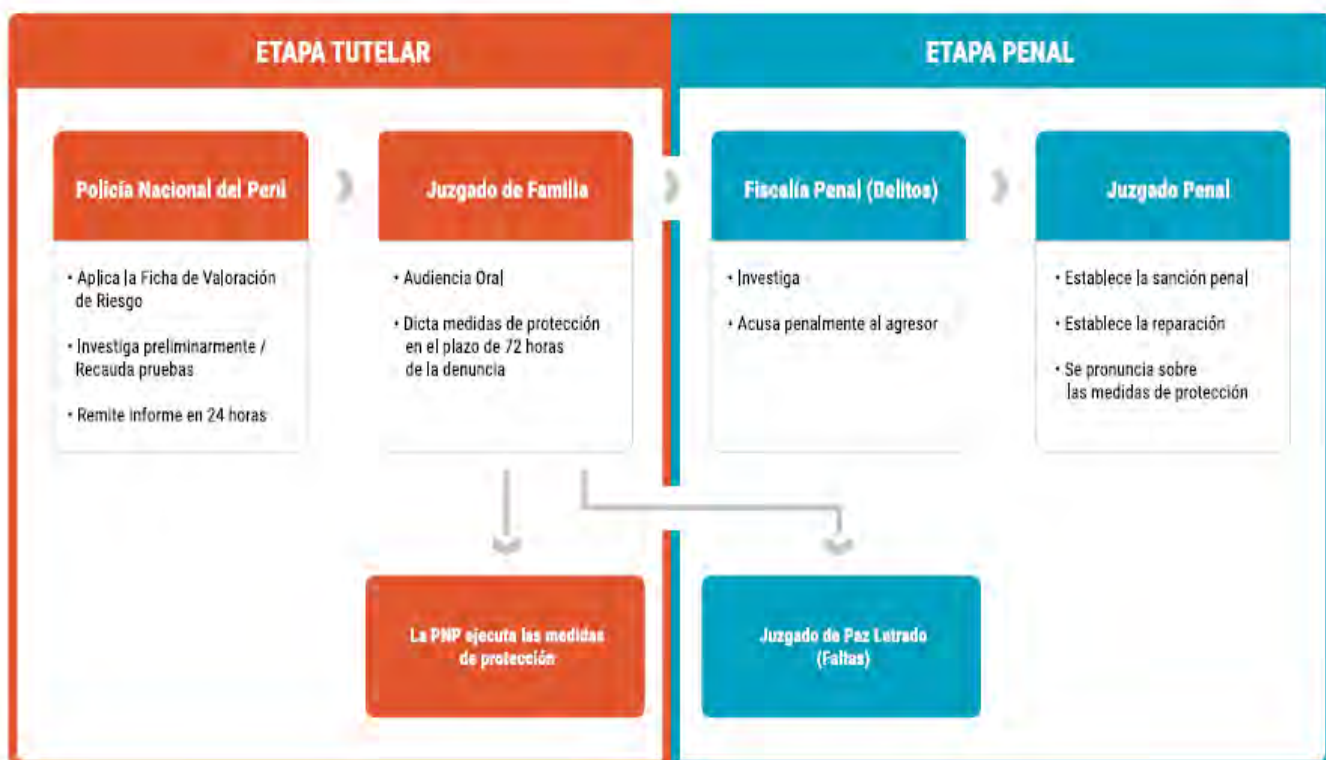 ETAPA TUTELAR
ETAPA PENAL
Policía Nacional del Perú
Juzgado de Familia
Fiscalía Penal (Delitos)
Juzgado Penal
• Aplica la Ficha de Valoración
de Riesgo
• Investiga preliminarmente /
Recauda pruebas
• Remite informe en 24 horas
• Audiencia Oral
• Dicta medidas de protección
en el plazo de 72 horas
de la denuncia
• Investiga
• Acusa penalmente al agresor
• Establece la sanción penal
• Establece la reparación
• Se pronuncia sobre
las medidas de protección
La PNP ejecuta las medidas
de protección
Juzgado de Paz Letrado
(Faltas)